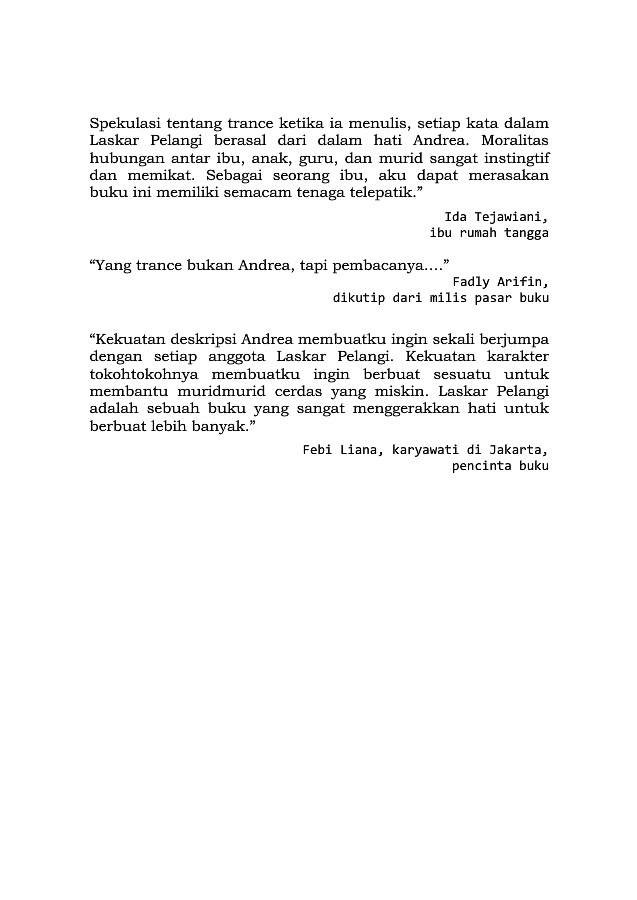 Spekulasi tentang trance ketika ia menulis, setiap kata dalam
Laskar Pelangi berasal dari dalam hati Andrea. Moralitas
hubungan antar ibu, anak, guru, dan murid sangat instingtif
dan memikat. Sebagai seorang ibu, aku dapat merasakan
buku ini memiliki semacam tenaga telepatik.”
Ida Tejawiani,
ibu rumah tangga
“Yang trance bukan Andrea, tapi pembacanya....”
Fadly Arifin,
dikutip dari milis pasar buku
“Kekuatan deskripsi Andrea membuatku ingin sekali berjumpa
dengan setiap anggota Laskar Pelangi. Kekuatan karakter
tokohtokohnya membuatku ingin berbuat sesuatu untuk
membantu muridmurid cerdas yang miskin. Laskar Pelangi
adalah sebuah buku yang sangat menggerakkan hati untuk
berbuat lebih banyak.”
Febi Liana, karyawati di Jakarta,
pencinta buku